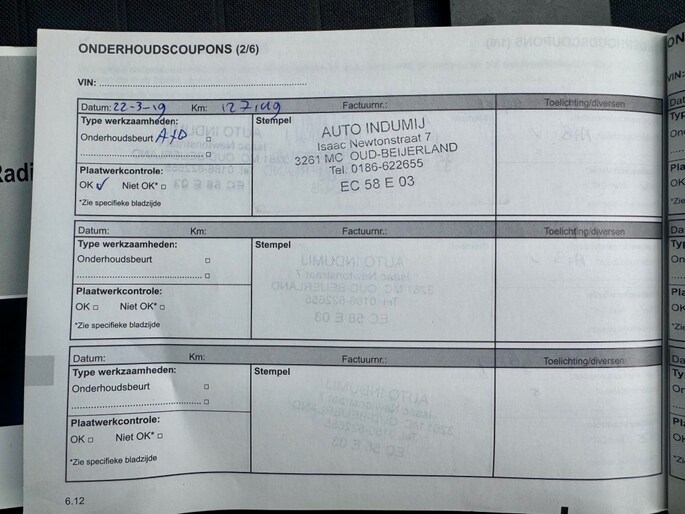 ONDERHOUDSCOUPONS (2/6)
VIN:
Datum: 22-3-19 Km: Factuurnr.: Toelichting/diversen
Type werkzaamheden: Stempel
Onderhoudsbeurt A+D
AUTO INDUMIJ
Isaac Newtonstraat 7
3261 MC OUD-BEIJERLAND
Tel. 0186-622655
EC 58 E 03
Plaatwerkcontrole:
OK ✓ Niet OK*
*Zie specifieke bladzijde
Datum: Km: Factuurnr.: Toelichting/diversen
Type werkzaamheden: Stempel
Onderhoudsbeurt
Plaatwerkcontrole:
OK Niet OK*
*Zie specifieke bladzijde
Datum: Km: Factuurnr.: Toelichting/diversen
Type werkzaamheden: Stempel
Onderhoudsbeurt
Plaatwerkcontrole:
OK Niet OK*
*Zie specifieke bladzijde
6.12